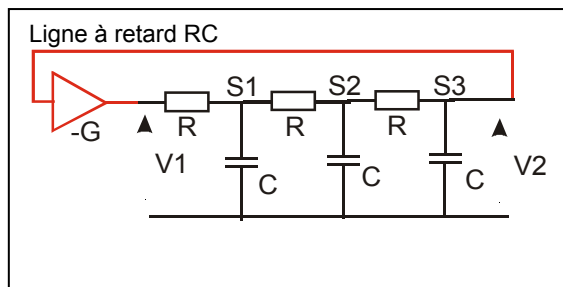 Ligne à retard RC
S1 S2 S3
-G R R R
V1 C C C V2